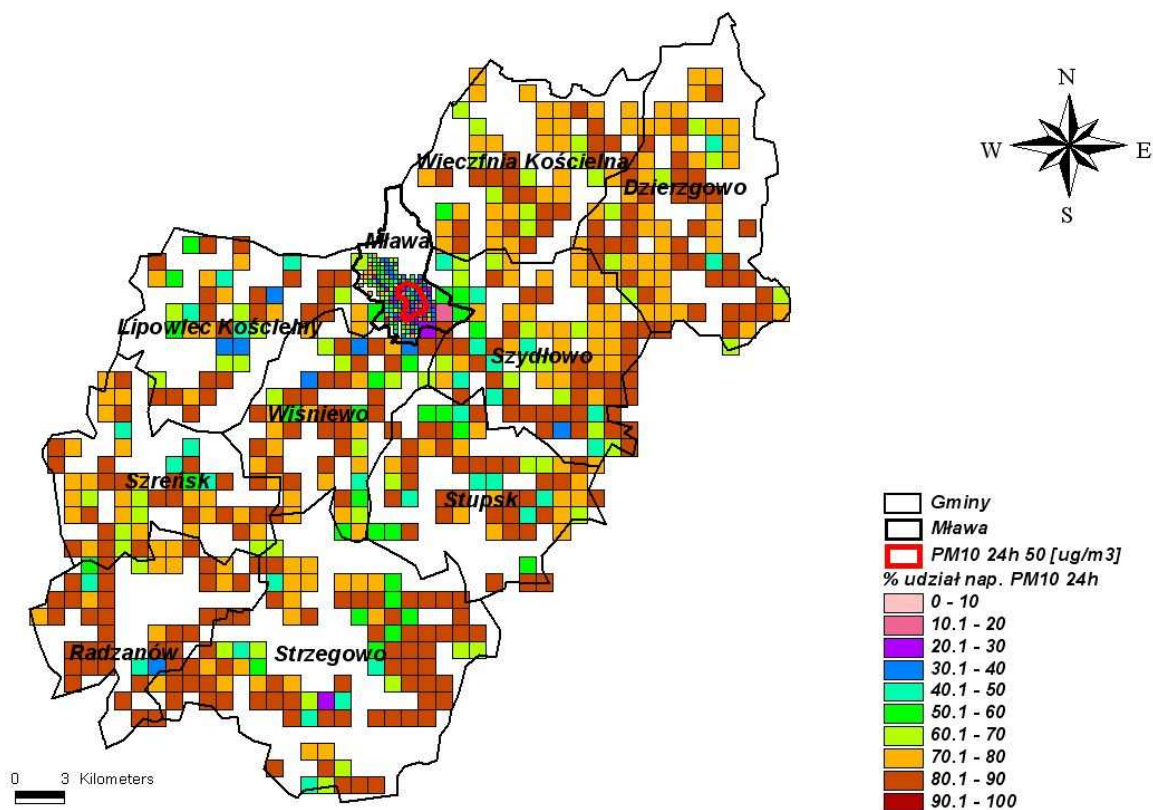 N
W E
S
Wieczfnia Kościelna
Dzierzgowo
Mława
Lipowiec Kościelny
Szydłowo
Wiśniewo
Szreńsk
Stupsk
Radzanów
Strzegowo
0 3 Kilometers
Gminy
Mława
PM10 24h 50 [ug/m3]
% udział nap. PM10 24h
0 - 10
10.1 - 20
20.1 - 30
30.1 - 40
40.1 - 50
50.1 - 60
60.1 - 70
70.1 - 80
80.1 - 90
90.1 - 100